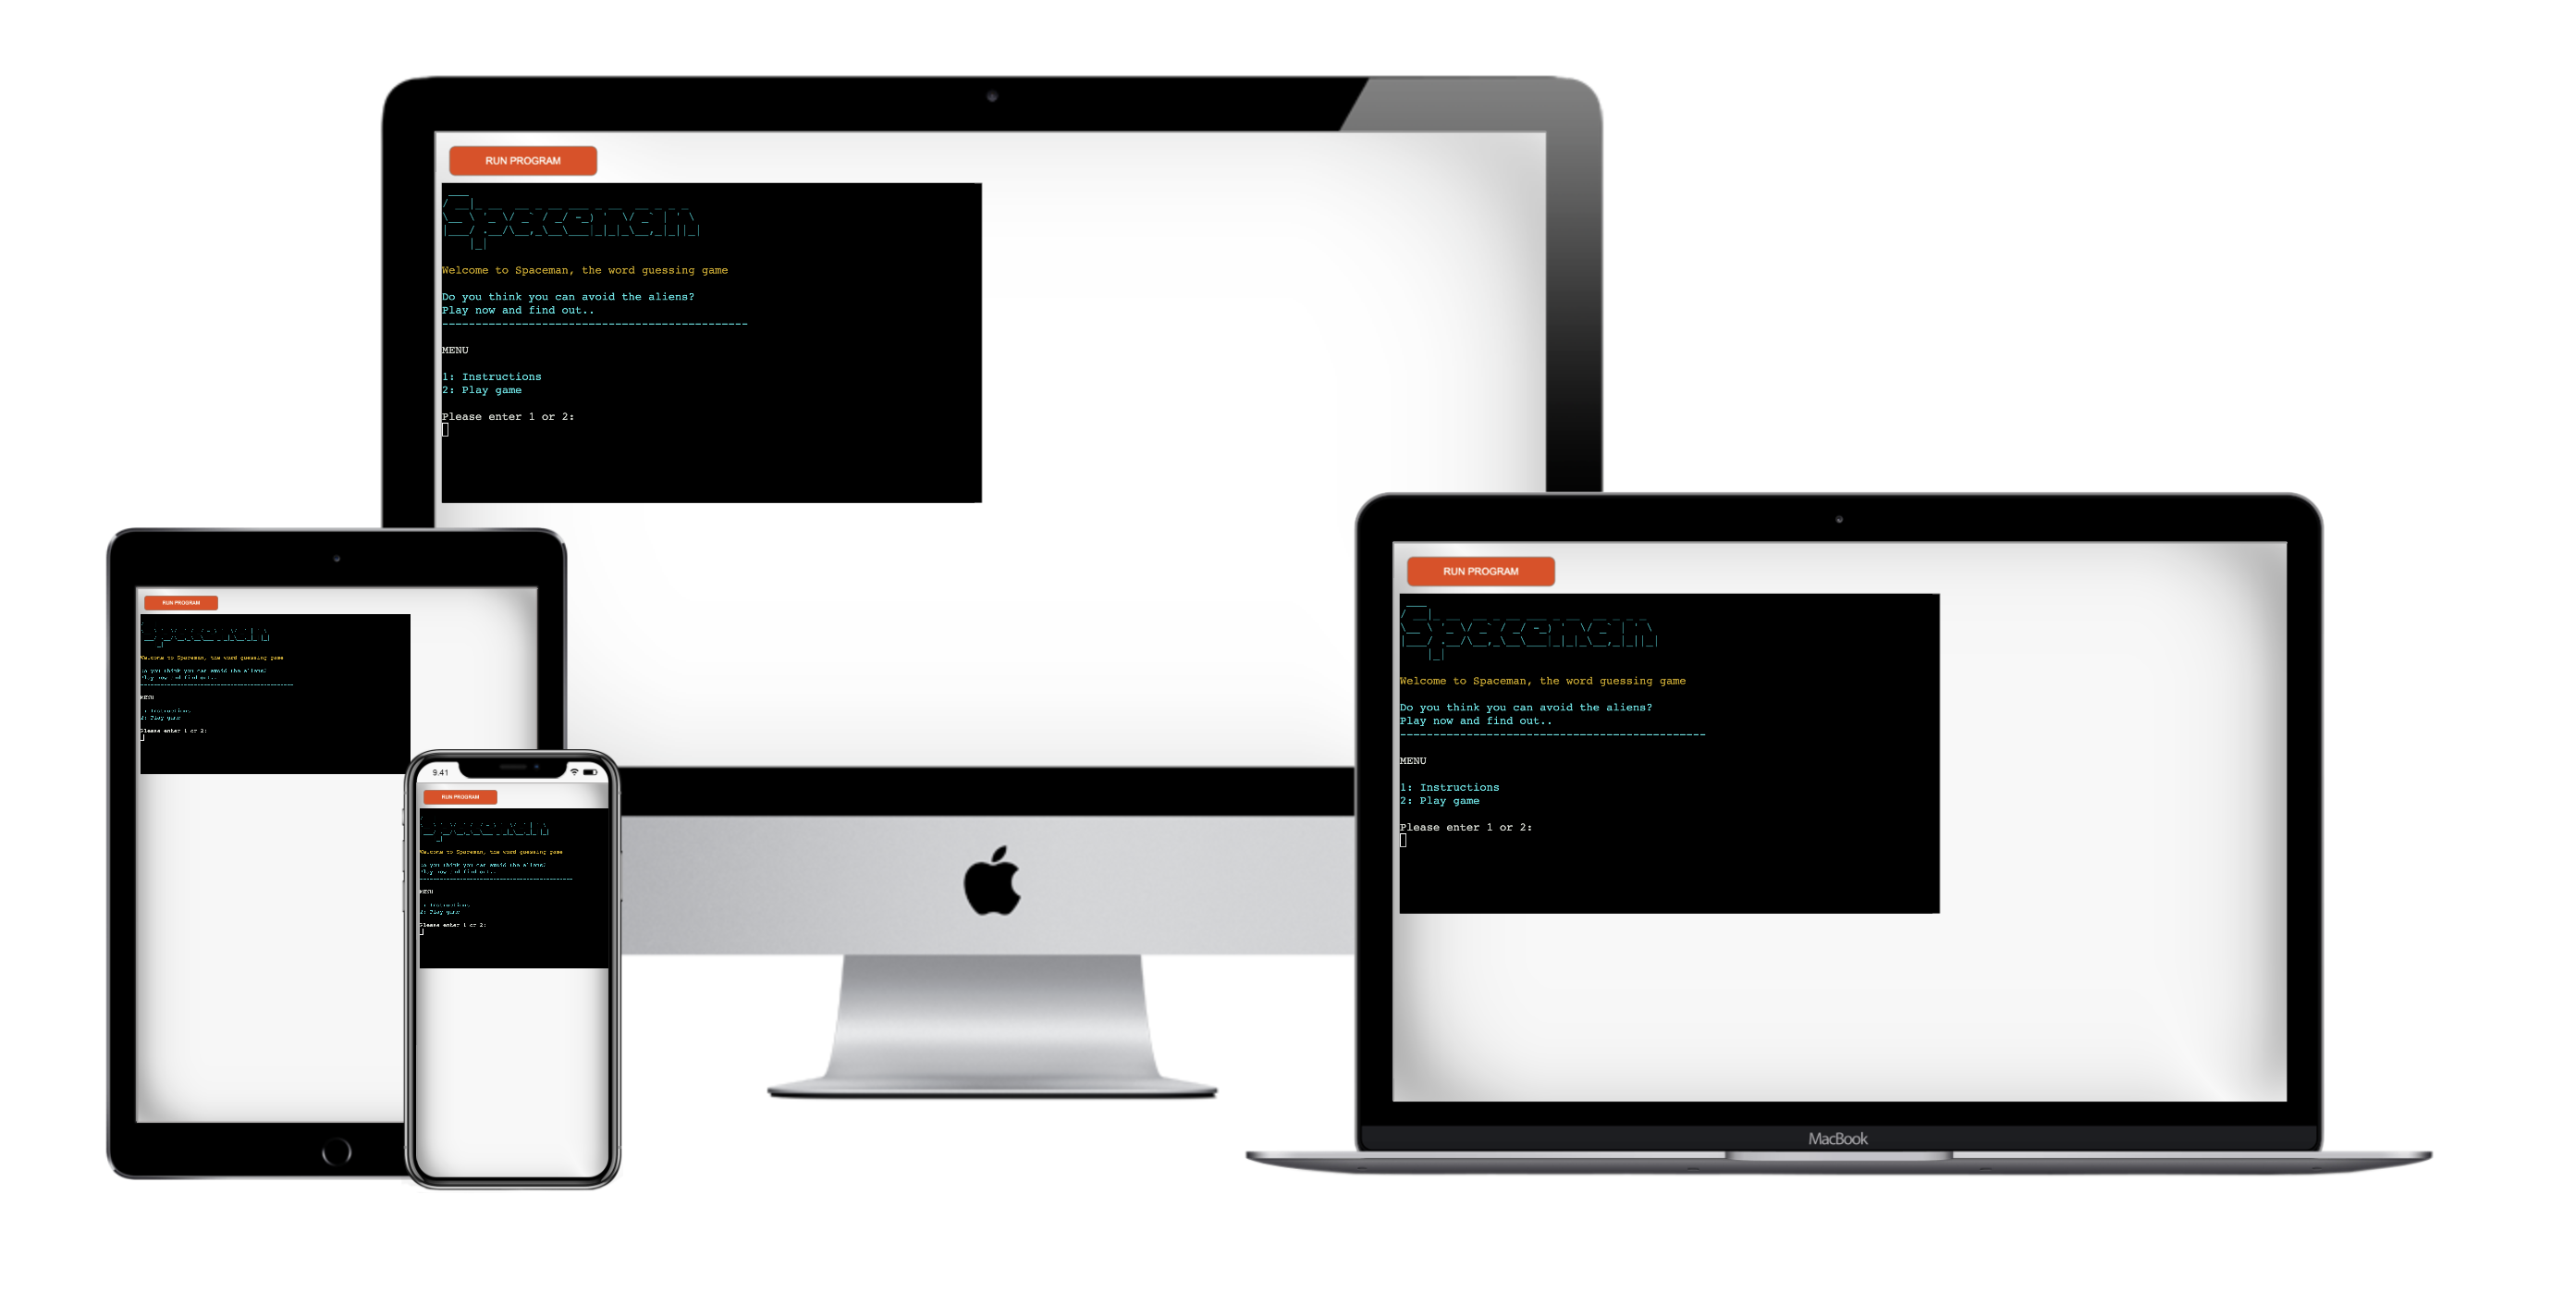 RUN PROGRAM
Spaceman
Welcome to Spaceman, the word guessing game
Do you think you can avoid the aliens?
Play now and find out..
----------------------------------------------
MENU
1: Instructions
2: Play game
Please enter 1 or 2:
RUN PROGRAM
Spaceman
Welcome to Spaceman, the word guessing game
Do you think you can avoid the aliens?
Play now and find out..
----------------------------------------------
MENU
1: Instructions
2: Play game
Please enter 1 or 2:
MacBook
RUN PROGRAM
Spaceman
Welcome to Spaceman, the word guessing game
Do you think you can avoid the aliens?
Play now and find out..
----------------------------------------------
MENU
1: Instructions
2: Play game
Please enter 1 or 2:
9:41
RUN PROGRAM
Spaceman
Welcome to Spaceman, the word guessing game
Do you think you can avoid the aliens?
Play now and find out..
----------------------------------------------
MENU
1: Instructions
2: Play game
Please enter 1 or 2: